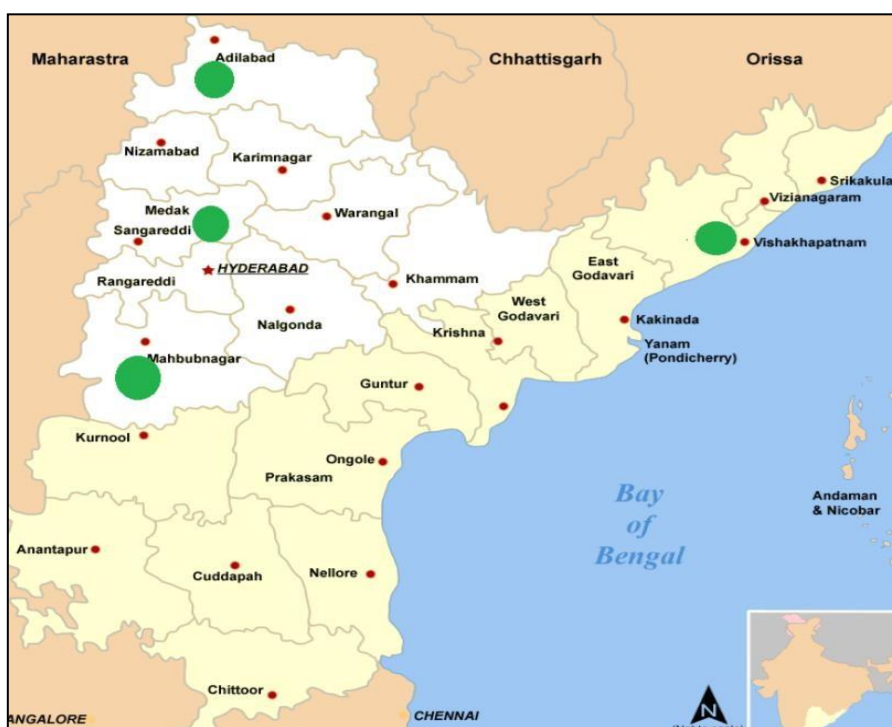 Maharastra
Chhattisgarh
Orissa
Adilabad
Nizamabad
Karimnagar
Medak
Sangareddi
Warangal
Srikakula
Vizianagaram
Vishakhapatnam
Rangareddi
HYDERABAD
Khammam
East
Godavari
West
Godavari
Nalgonda
Krishna
Kakinada
Yanam
(Pondicherry)
Mahbubnagar
Guntur
Kurnool
Ongole
Prakasam
Bay
of
Bengal
Andaman
& Nicobar
Anantapur
Cuddapah
Nellore
Chittoor
ANGALORE
CHENNAI
N